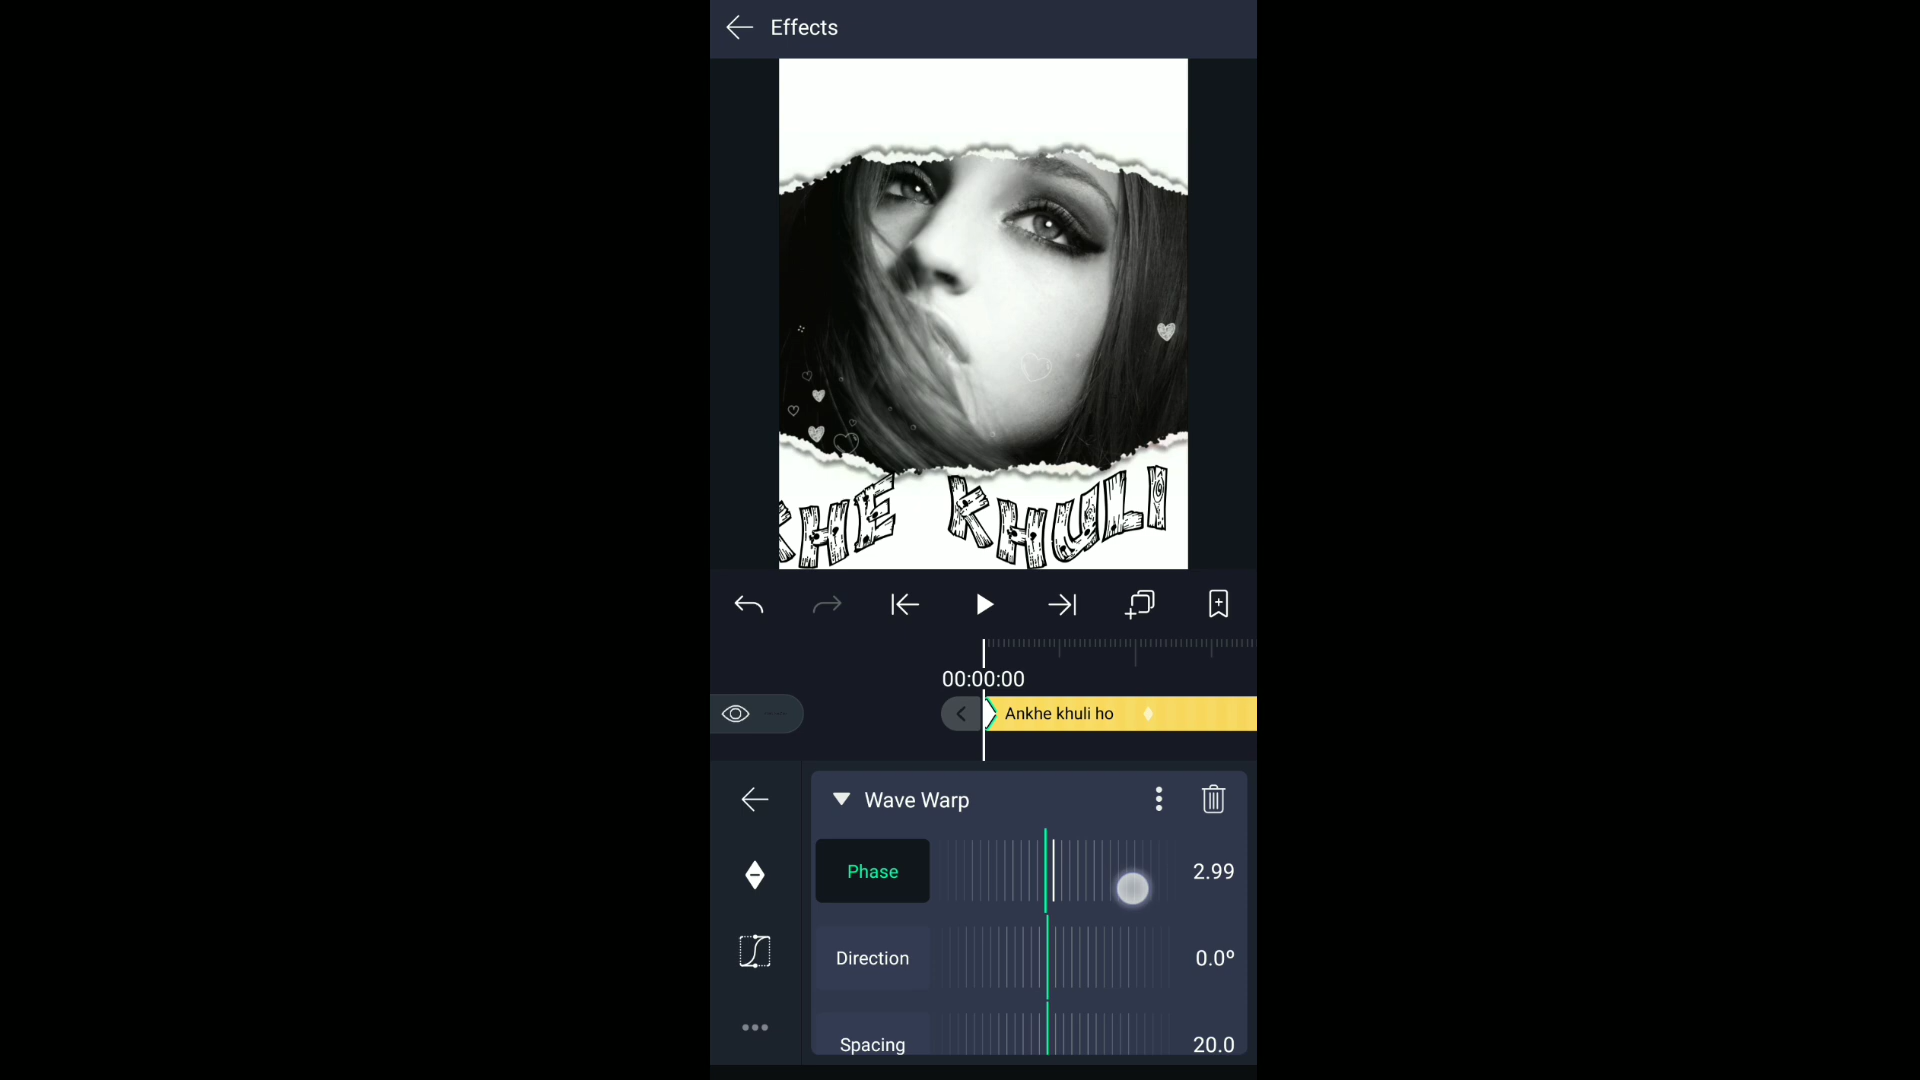 Effects
KHE KHULI
00:00:00
Ankhe khuli ho
Wave Warp
Phase 2.99
Direction 0.0º
Spacing 20.0